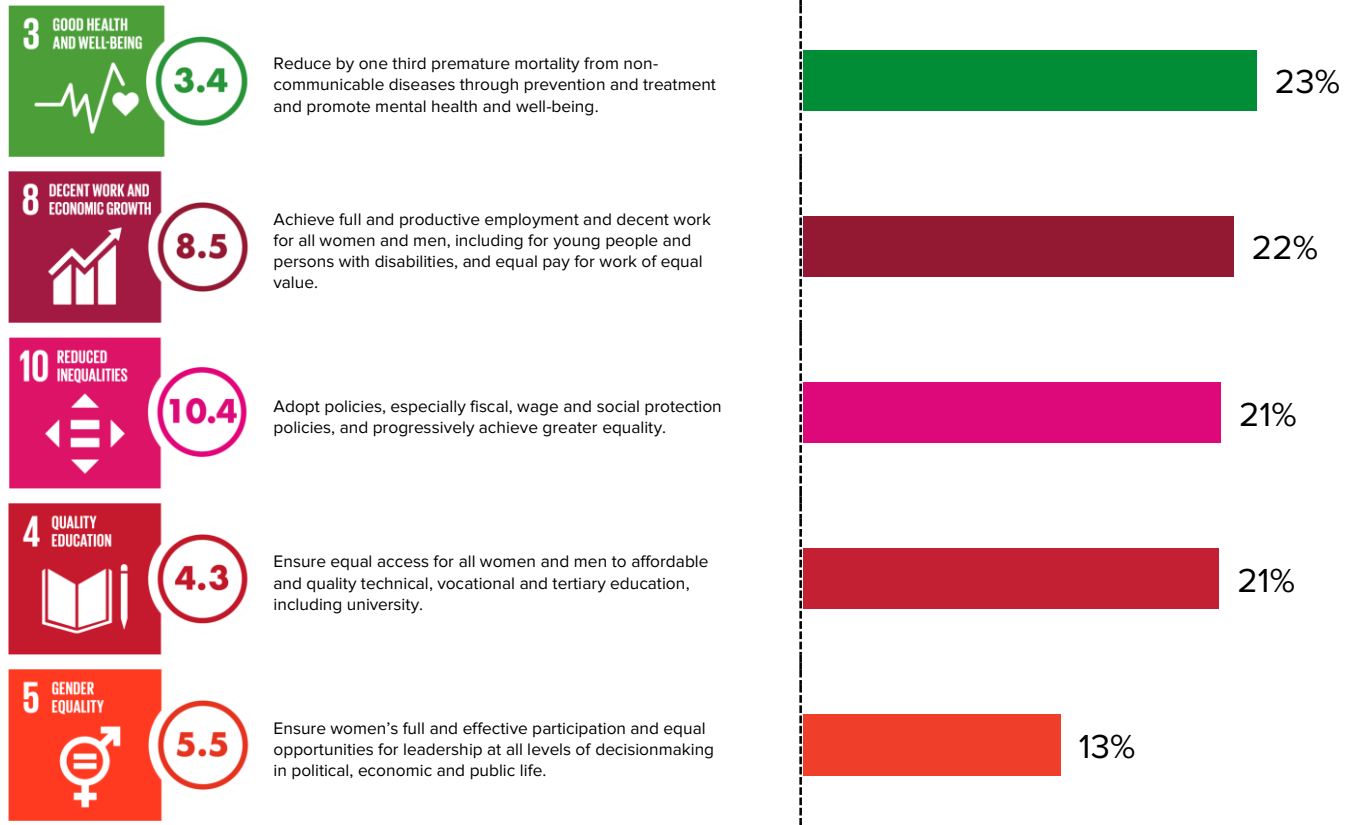 3 GOOD HEALTH
AND WELL-BEING
3.4
Reduce by one third premature mortality from non-
communicable diseases through prevention and treatment
and promote mental health and well-being.
23%
8 DECENT WORK AND
ECONOMIC GROWTH
8.5
Achieve full and productive employment and decent work
for all women and men, including for young people and
persons with disabilities, and equal pay for work of equal
value.
22%
10 REDUCED
INEQUALITIES
10.4
Adopt policies, especially fiscal, wage and social protection
policies, and progressively achieve greater equality.
21%
4 QUALITY
EDUCATION
4.3
Ensure equal access for all women and men to affordable
and quality technical, vocational and tertiary education,
including university.
21%
5 GENDER
EQUALITY
5.5
Ensure women’s full and effective participation and equal
opportunities for leadership at all levels of decisionmaking
in political, economic and public life.
13%